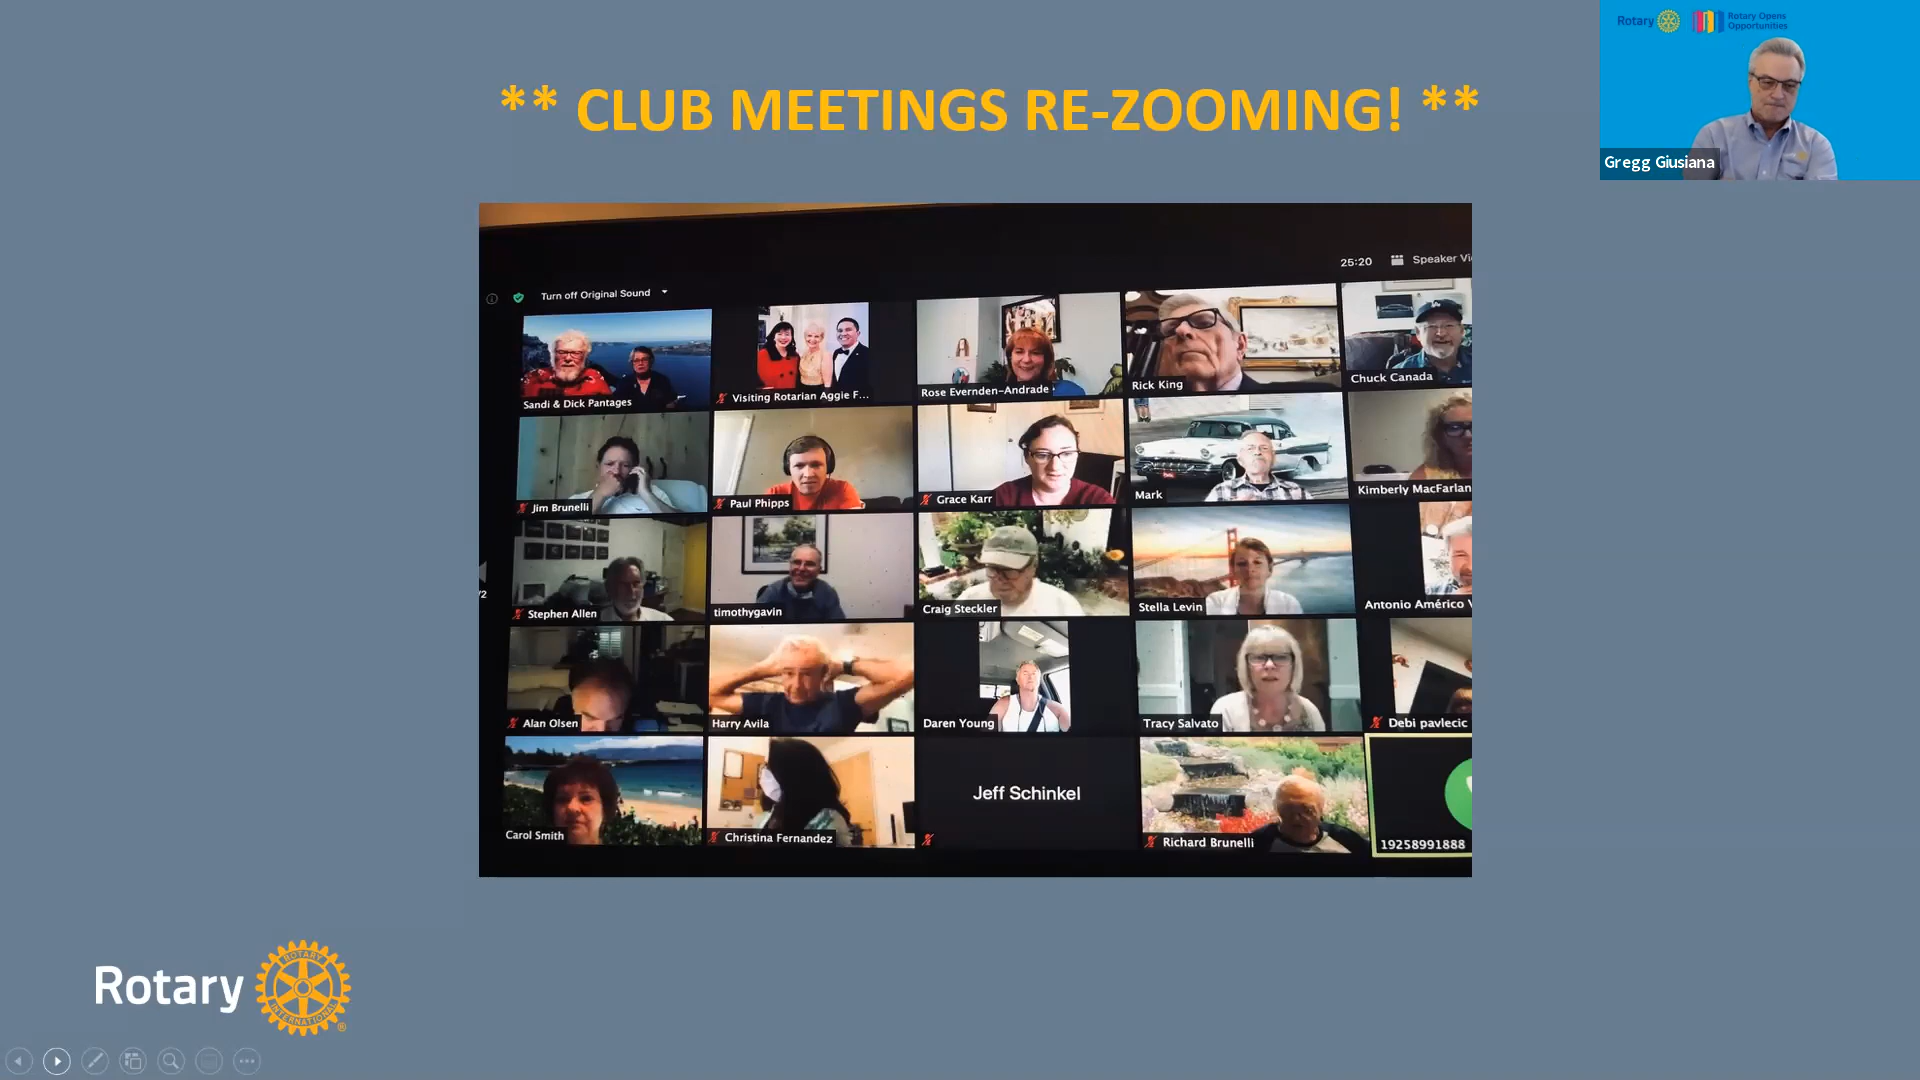 Rotary
Rotary Opens
Opportunities
** CLUB MEETINGS RE-ZOOMING! **
Gregg Giusiana
25:20
Speaker Vi
Turn off Original Sound
Sandi & Dick Pantages
Visiting Rotarian Aggie F...
Rose Evernden-Andrade
Rick King
Chuck Canada
Jim Brunelli
Paul Phipps
Grace Karr
Mark
Kimberly MacFarlan
/2
Stephen Allen
timothygavin
Craig Steckler
Stella Levin
Antonio Américo V
Alan Olsen
Harry Avila
Daren Young
Tracy Salvato
Debi pavlecic
Carol Smith
Christina Fernandez
Jeff Schinkel
Richard Brunelli
19258991888
Rotary
ROTARY
INTERNATIONAL